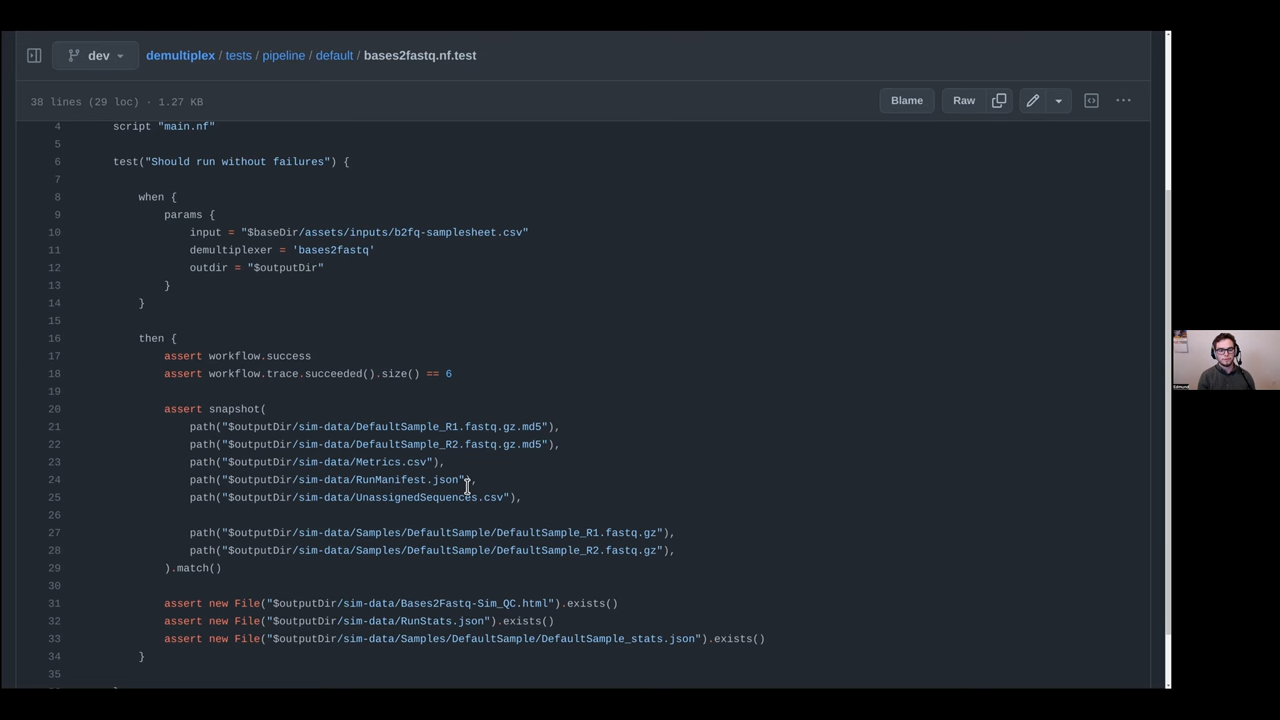 dev demultiplex / tests / pipeline / default / bases2fastq.nf.test
38 lines (29 loc) · 1.27 KB Blame Raw
4 script "main.nf"
5
6 test("Should run without failures") {
7
8 when {
9 params {
10 input = "$baseDir/assets/inputs/b2fq-samplesheet.csv"
11 demultiplexer = 'bases2fastq'
12 outdir = "$outputDir"
13 }
14 }
15
16 then {
17 assert workflow.success
18 assert workflow.trace.succeeded().size() == 6
19
20 assert snapshot(
21 path("$outputDir/sim-data/DefaultSample_R1.fastq.gz.md5"),
22 path("$outputDir/sim-data/DefaultSample_R2.fastq.gz.md5"),
23 path("$outputDir/sim-data/Metrics.csv"),
24 path("$outputDir/sim-data/RunManifest.json"),
25 path("$outputDir/sim-data/UnassignedSequences.csv"),
26
27 path("$outputDir/sim-data/Samples/DefaultSample/DefaultSample_R1.fastq.gz"),
28 path("$outputDir/sim-data/Samples/DefaultSample/DefaultSample_R2.fastq.gz"),
29 ).match()
30
31 assert new File("$outputDir/sim-data/Bases2Fastq-Sim_QC.html").exists()
32 assert new File("$outputDir/sim-data/RunStats.json").exists()
33 assert new File("$outputDir/sim-data/Samples/DefaultSample/DefaultSample_stats.json").exists()
34 }
35